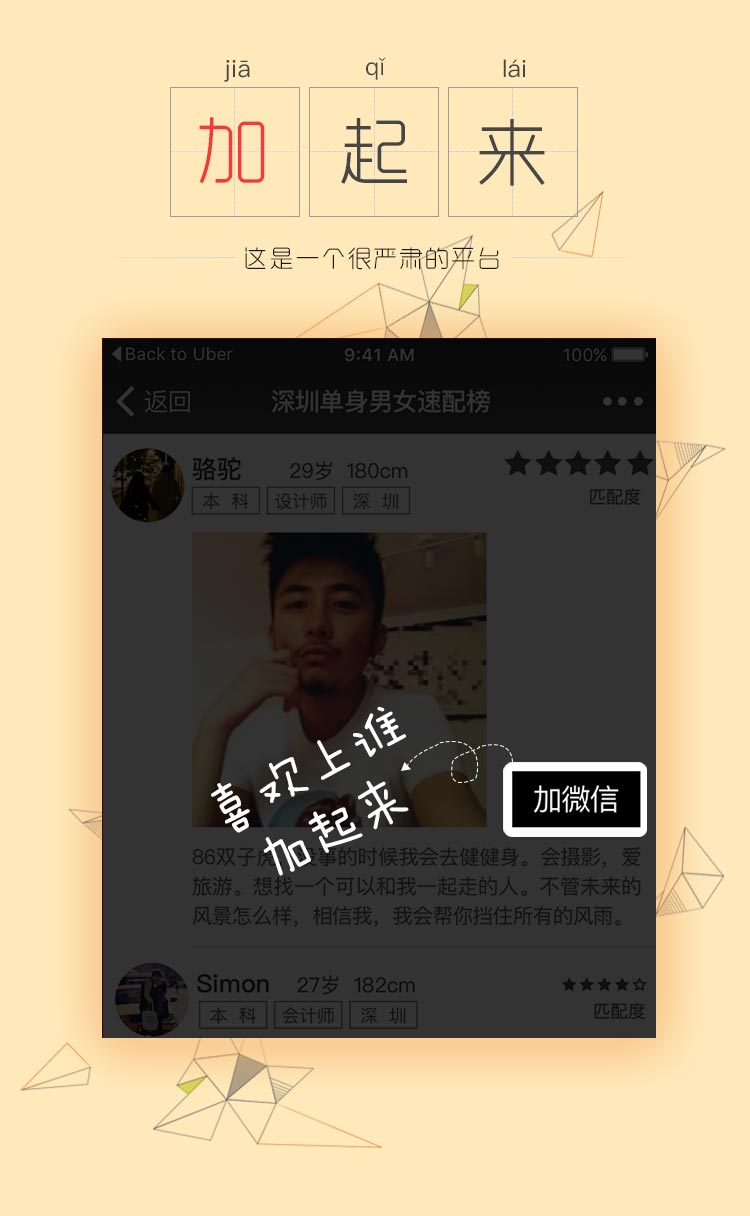 jiā qǐ lái
加起来
这是一个很严肃的平台
Back to Uber 9:41 AM 100%
返回 深圳单身男女速配榜
骆驼 29岁 180cm
本科 设计师 深圳 匹配度
喜欢上谁
加起来
加微信
86双子虎 没事的时候我会去健健身。会摄影，爱
旅游。想找一个可以和我一起走的人。不管未来的
风景怎么样，相信我，我会帮你挡住所有的风雨。
Simon 27岁 182cm
本科 会计师 深圳 匹配度